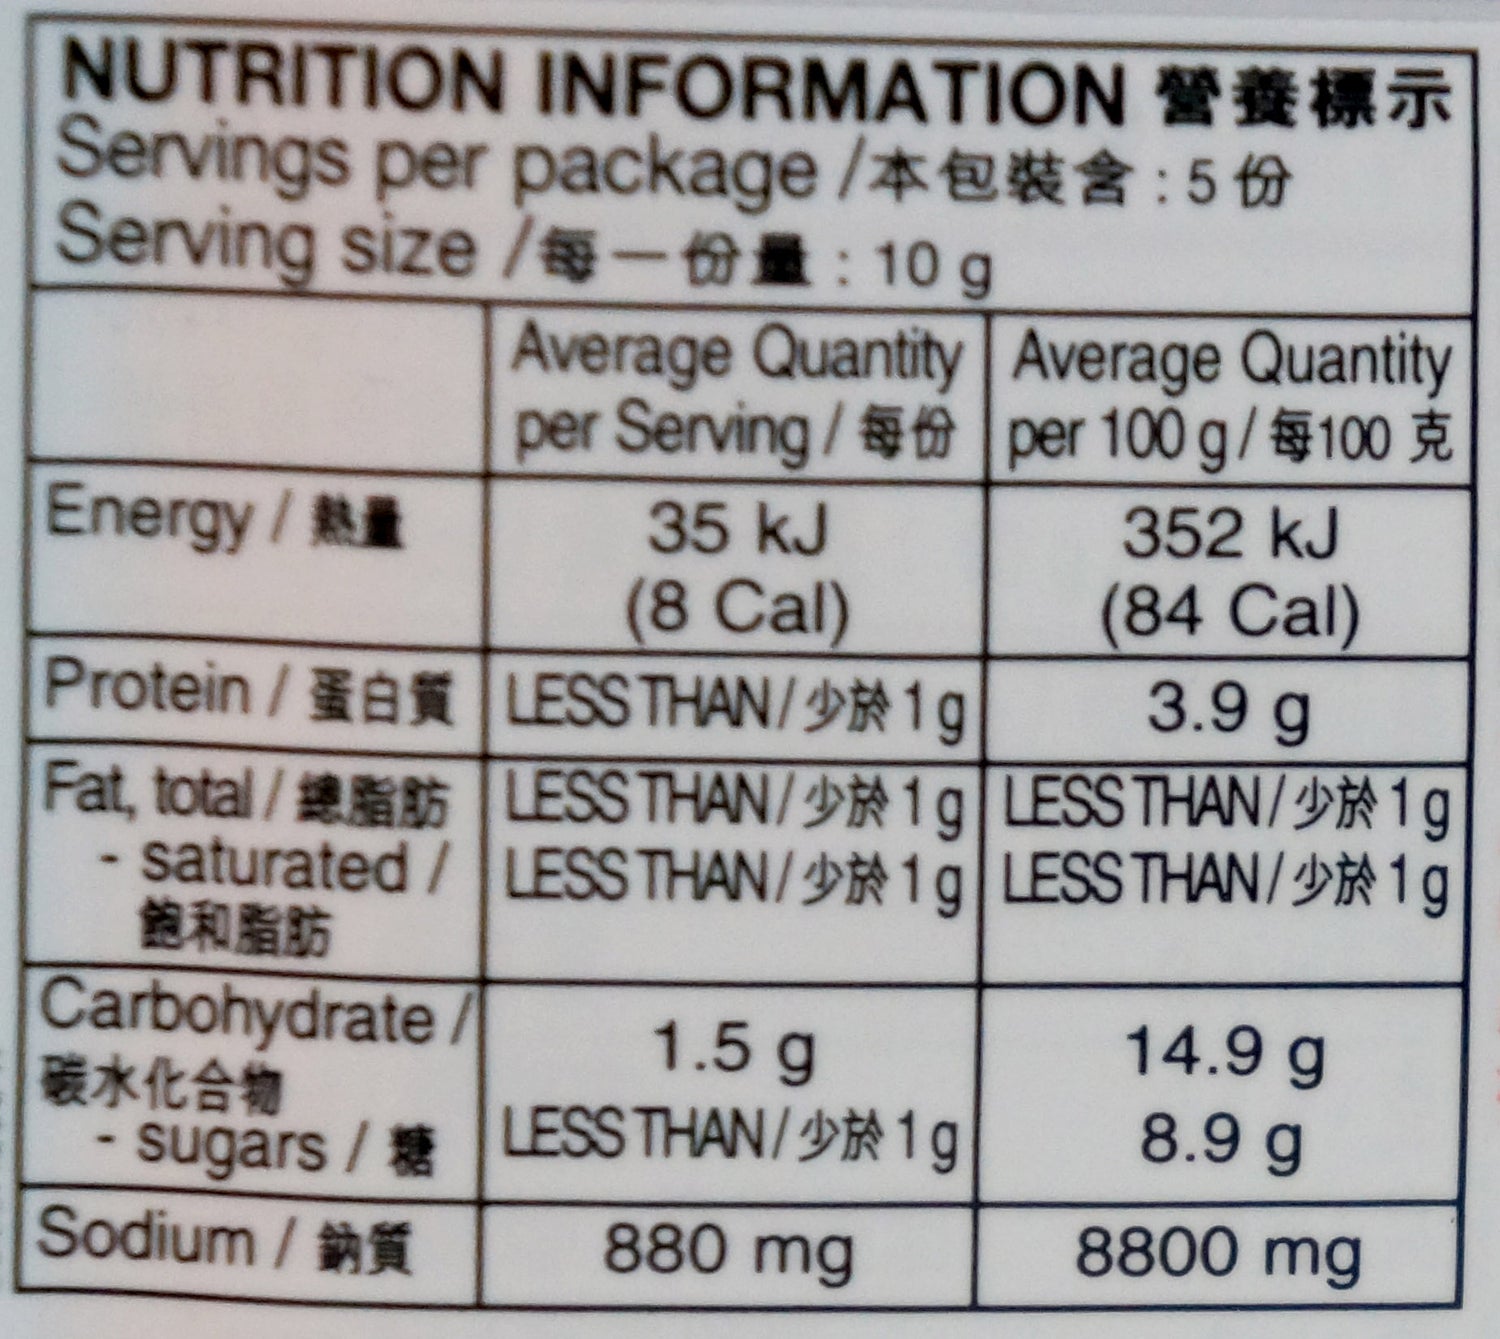 NUTRITION INFORMATION 營養標示
Servings per package /本包裝含 : 5 份
Serving size /每一份量 : 10 g
Average Quantity per Serving / 每份
Average Quantity per 100 g / 每100 克
Energy / 熱量
35 kJ
(8 Cal)
352 kJ
(84 Cal)
Protein / 蛋白質
LESS THAN / 少於 1 g
3.9 g
Fat, total / 總脂肪
LESS THAN / 少於 1 g
LESS THAN / 少於 1 g
- saturated /
飽和脂肪
LESS THAN / 少於 1 g
LESS THAN / 少於 1 g
Carbohydrate /
碳水化合物
1.5 g
14.9 g
- sugars / 糖
LESS THAN / 少於 1 g
8.9 g
Sodium / 鈉質
880 mg
8800 mg